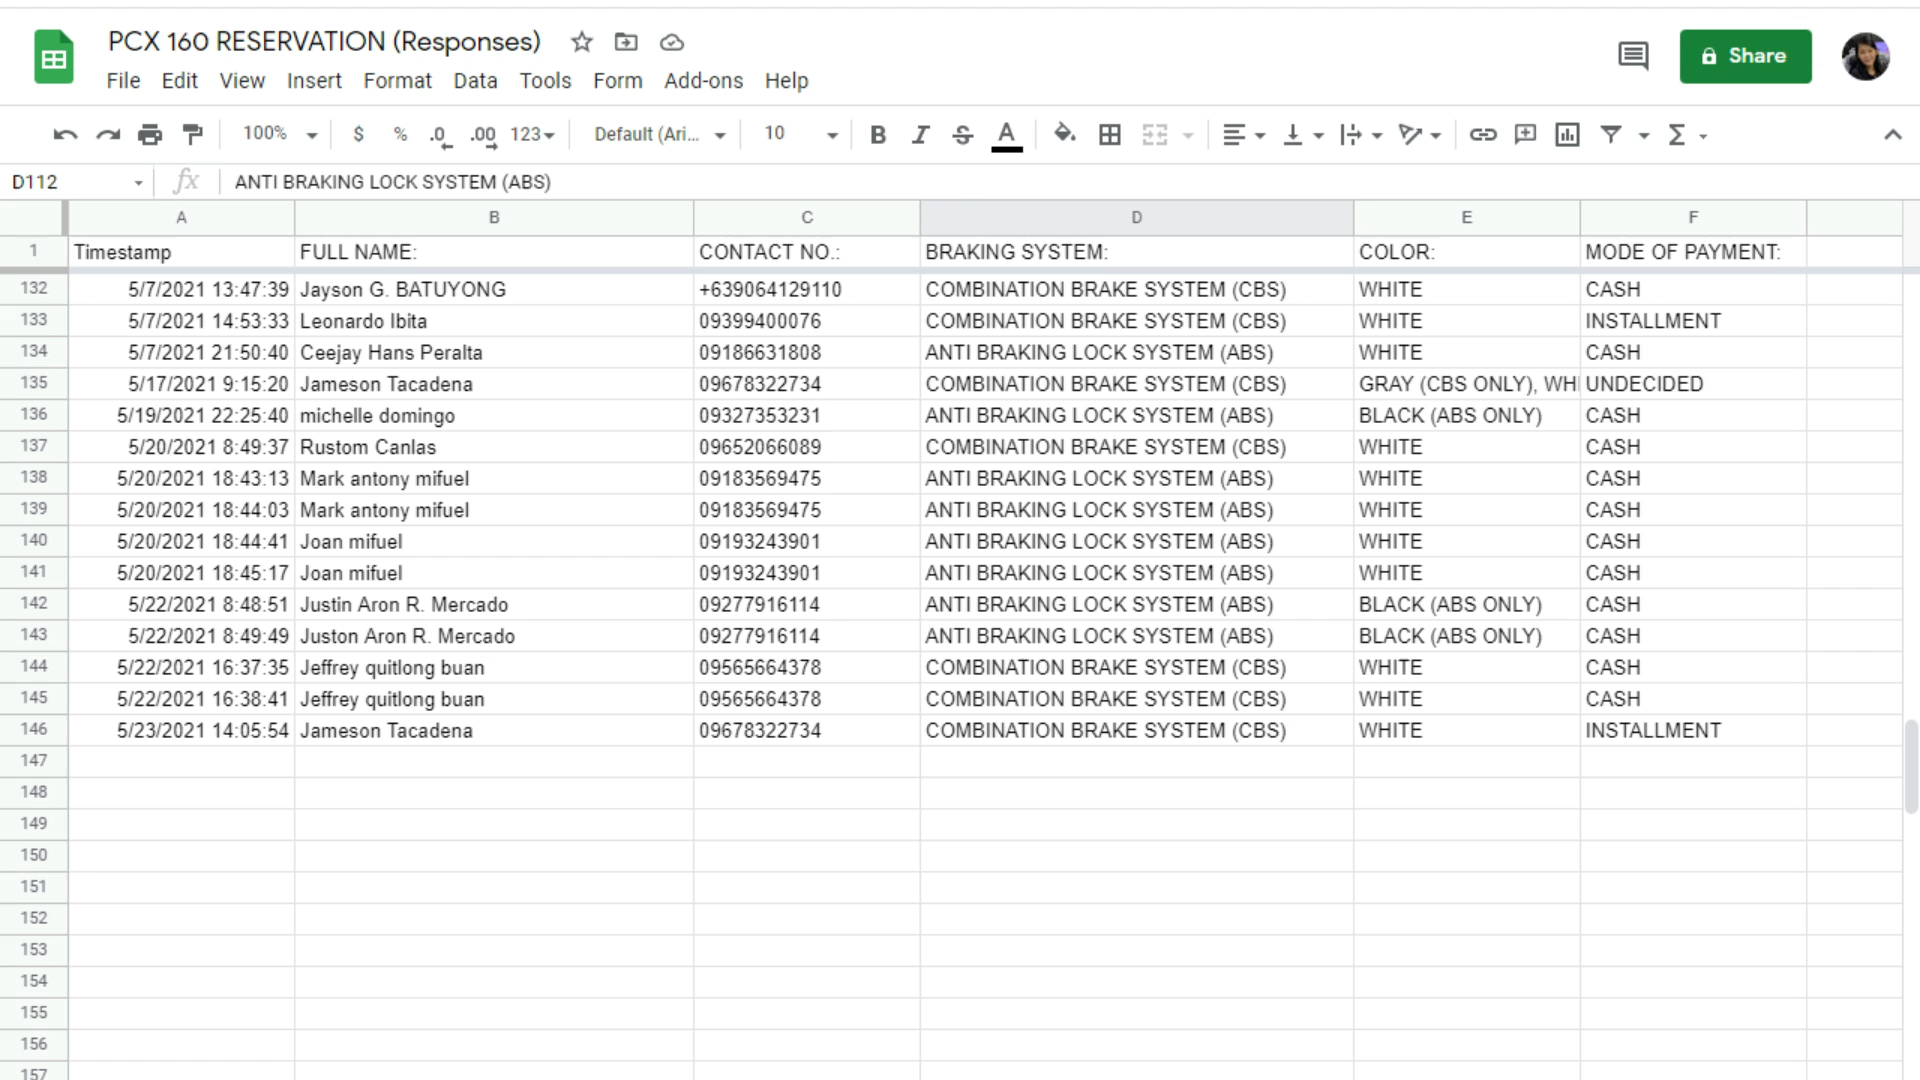 PCX 160 RESERVATION (Responses)
Share
File Edit View Insert Format Data Tools Form Add-ons Help
100% $ % .0 .00 123 Default (Ari... 10 B I S A Σ
D112 fx ANTI BRAKING LOCK SYSTEM (ABS)
A B C D E F
1 Timestamp FULL NAME: CONTACT NO.: BRAKING SYSTEM: COLOR: MODE OF PAYMENT:
132 5/7/2021 13:47:39 Jayson G. BATUYONG +639064129110 COMBINATION BRAKE SYSTEM (CBS) WHITE CASH
133 5/7/2021 14:53:33 Leonardo Ibita 09399400076 COMBINATION BRAKE SYSTEM (CBS) WHITE INSTALLMENT
134 5/7/2021 21:50:40 Ceejay Hans Peralta 09186631808 ANTI BRAKING LOCK SYSTEM (ABS) WHITE CASH
135 5/17/2021 9:15:20 Jameson Tacadena 09678322734 COMBINATION BRAKE SYSTEM (CBS) GRAY (CBS ONLY), WHI UNDECIDED
136 5/19/2021 22:25:40 michelle domingo 09327353231 ANTI BRAKING LOCK SYSTEM (ABS) BLACK (ABS ONLY) CASH
137 5/20/2021 8:49:37 Rustom Canlas 09652066089 COMBINATION BRAKE SYSTEM (CBS) WHITE CASH
138 5/20/2021 18:43:13 Mark antony mifuel 09183569475 ANTI BRAKING LOCK SYSTEM (ABS) WHITE CASH
139 5/20/2021 18:44:03 Mark antony mifuel 09183569475 ANTI BRAKING LOCK SYSTEM (ABS) WHITE CASH
140 5/20/2021 18:44:41 Joan mifuel 09193243901 ANTI BRAKING LOCK SYSTEM (ABS) WHITE CASH
141 5/20/2021 18:45:17 Joan mifuel 09193243901 ANTI BRAKING LOCK SYSTEM (ABS) WHITE CASH
142 5/22/2021 8:48:51 Justin Aron R. Mercado 09277916114 ANTI BRAKING LOCK SYSTEM (ABS) BLACK (ABS ONLY) CASH
143 5/22/2021 8:49:49 Juston Aron R. Mercado 09277916114 ANTI BRAKING LOCK SYSTEM (ABS) BLACK (ABS ONLY) CASH
144 5/22/2021 16:37:35 Jeffrey quitlong buan 09565664378 COMBINATION BRAKE SYSTEM (CBS) WHITE CASH
145 5/22/2021 16:38:41 Jeffrey quitlong buan 09565664378 COMBINATION BRAKE SYSTEM (CBS) WHITE CASH
146 5/23/2021 14:05:54 Jameson Tacadena 09678322734 COMBINATION BRAKE SYSTEM (CBS) WHITE INSTALLMENT
147
148
149
150
151
152
153
154
155
156
157